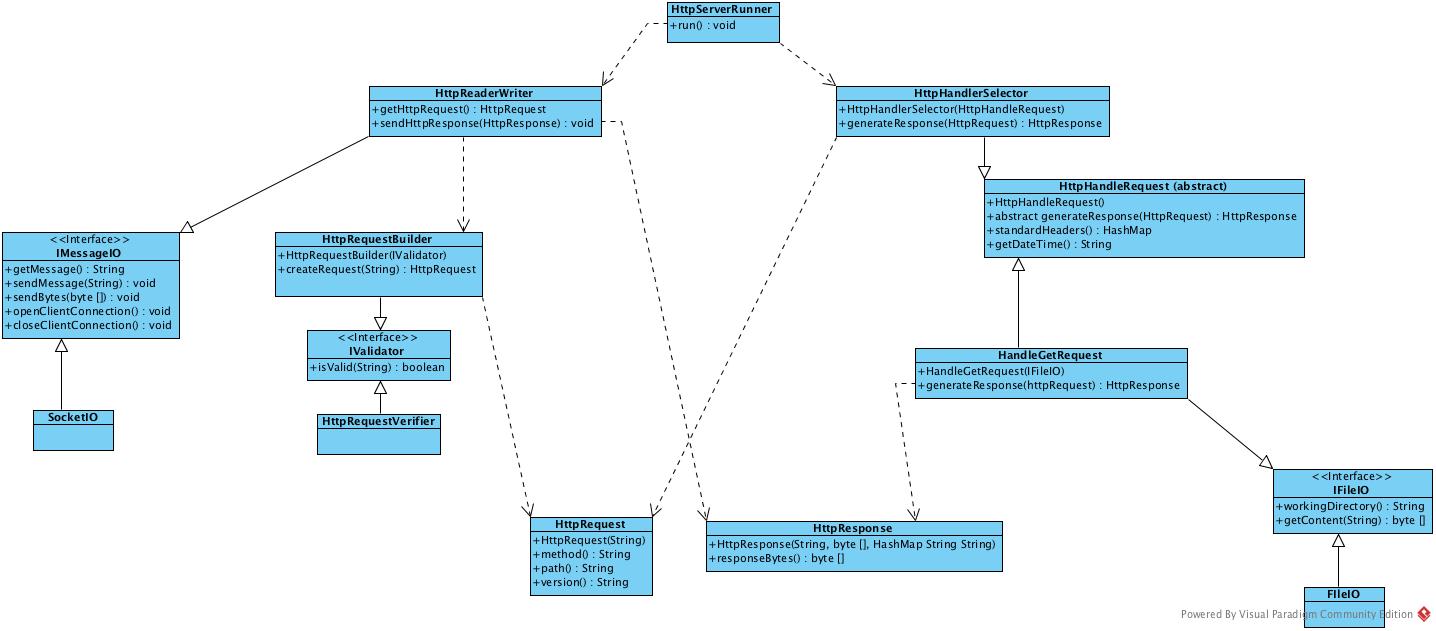 HttpServerRunner
+run() : void
HttpReaderWriter
+getHttpRequest() : HttpRequest
+sendHttpResponse(HttpResponse) : void
HttpHandlerSelector
+HttpHandlerSelector(HttpHandleRequest)
+generateResponse(HttpRequest) : HttpResponse
HttpHandleRequest (abstract)
+HttpHandleRequest()
+abstract generateResponse(HttpRequest) : HttpResponse
+standardHeaders() : HashMap
+getDateTime() : String
<<Interface>>
IMessageIO
+getMessage() : String
+sendMessage(String) : void
+sendBytes(byte []) : void
+openClientConnection() : void
+closeClientConnection() : void
HttpRequestBuilder
+HttpRequestBuilder(IValidator)
+createRequest(String) : HttpRequest
<<Interface>>
IValidator
+isValid(String) : boolean
HandleGetRequest
+HandleGetRequest(IFileIO)
+generateResponse(httpRequest) : HttpResponse
SocketIO
HttpRequestVerifier
<<Interface>>
IFileIO
+workingDirectory() : String
+getContent(String) : byte []
HttpRequest
+HttpRequest(String)
+method() : String
+path() : String
+version() : String
HttpResponse
+HttpResponse(String, byte [], HashMap String String)
+responseBytes() : byte []
FIleIO
Powered By Visual Paradigm Community Edition